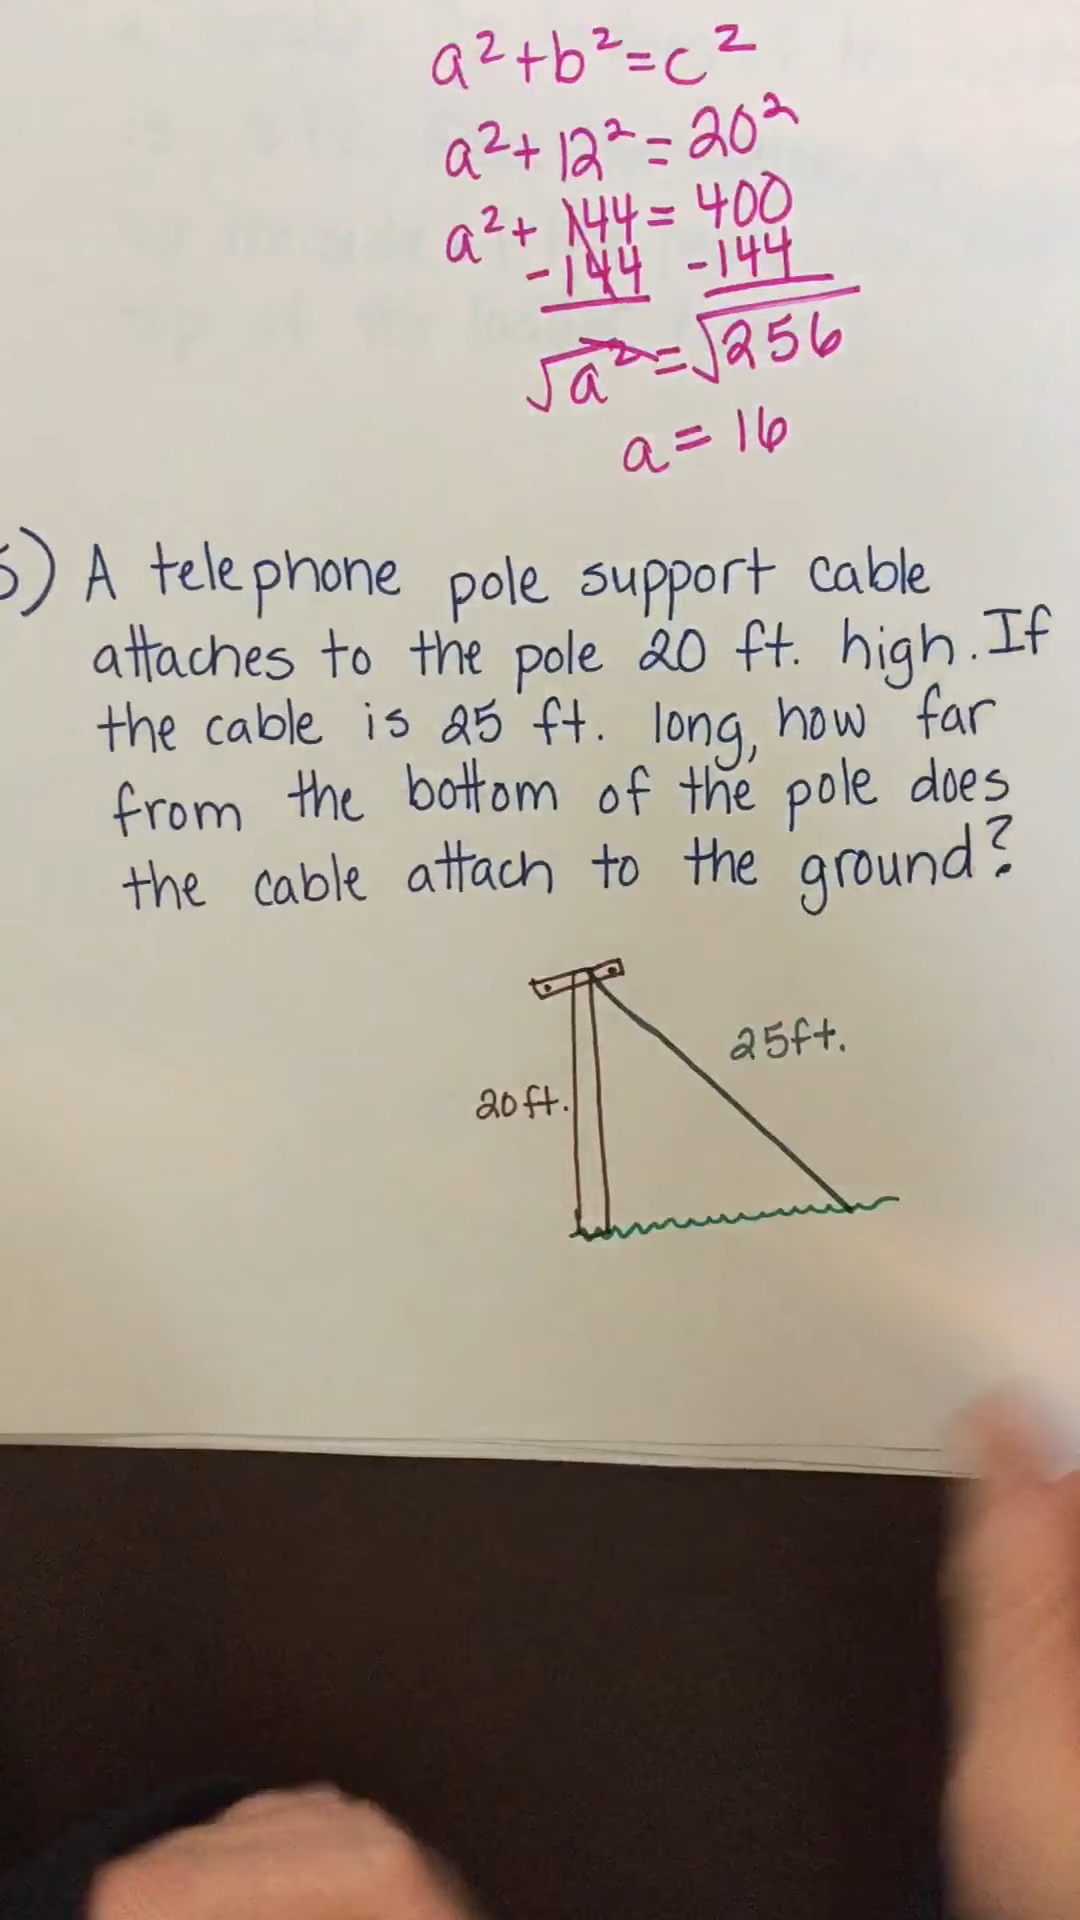 a²+b²=c²
a²+12²=20²
a²+144=400
-144 -144
√a²=√256
a=16
5) A telephone pole support cable
attaches to the pole 20 ft. high. If
the cable is 25 ft. long, how far
from the bottom of the pole does
the cable attach to the ground?
25ft.
20ft.